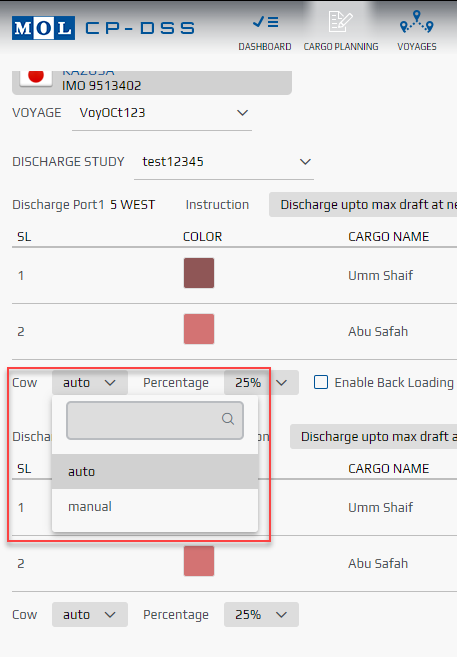 MOL CP-DSS
DASHBOARD CARGO PLANNING VOYAGES
KAZUSA
IMO 9513402
VOYAGE VoyOCt123
DISCHARGE STUDY test12345
Discharge Port1 5 WEST Instruction Discharge upto max draft at ne
SL COLOR CARGO NAME
1 Umm Shaif
2 Abu Safah
Cow auto Percentage 25% Enable Back Loading
Discha on Discharge upto max draft a
SL CARGO NAME
auto
1 Umm Shaif
manual
2 Abu Safah
Cow auto Percentage 25%